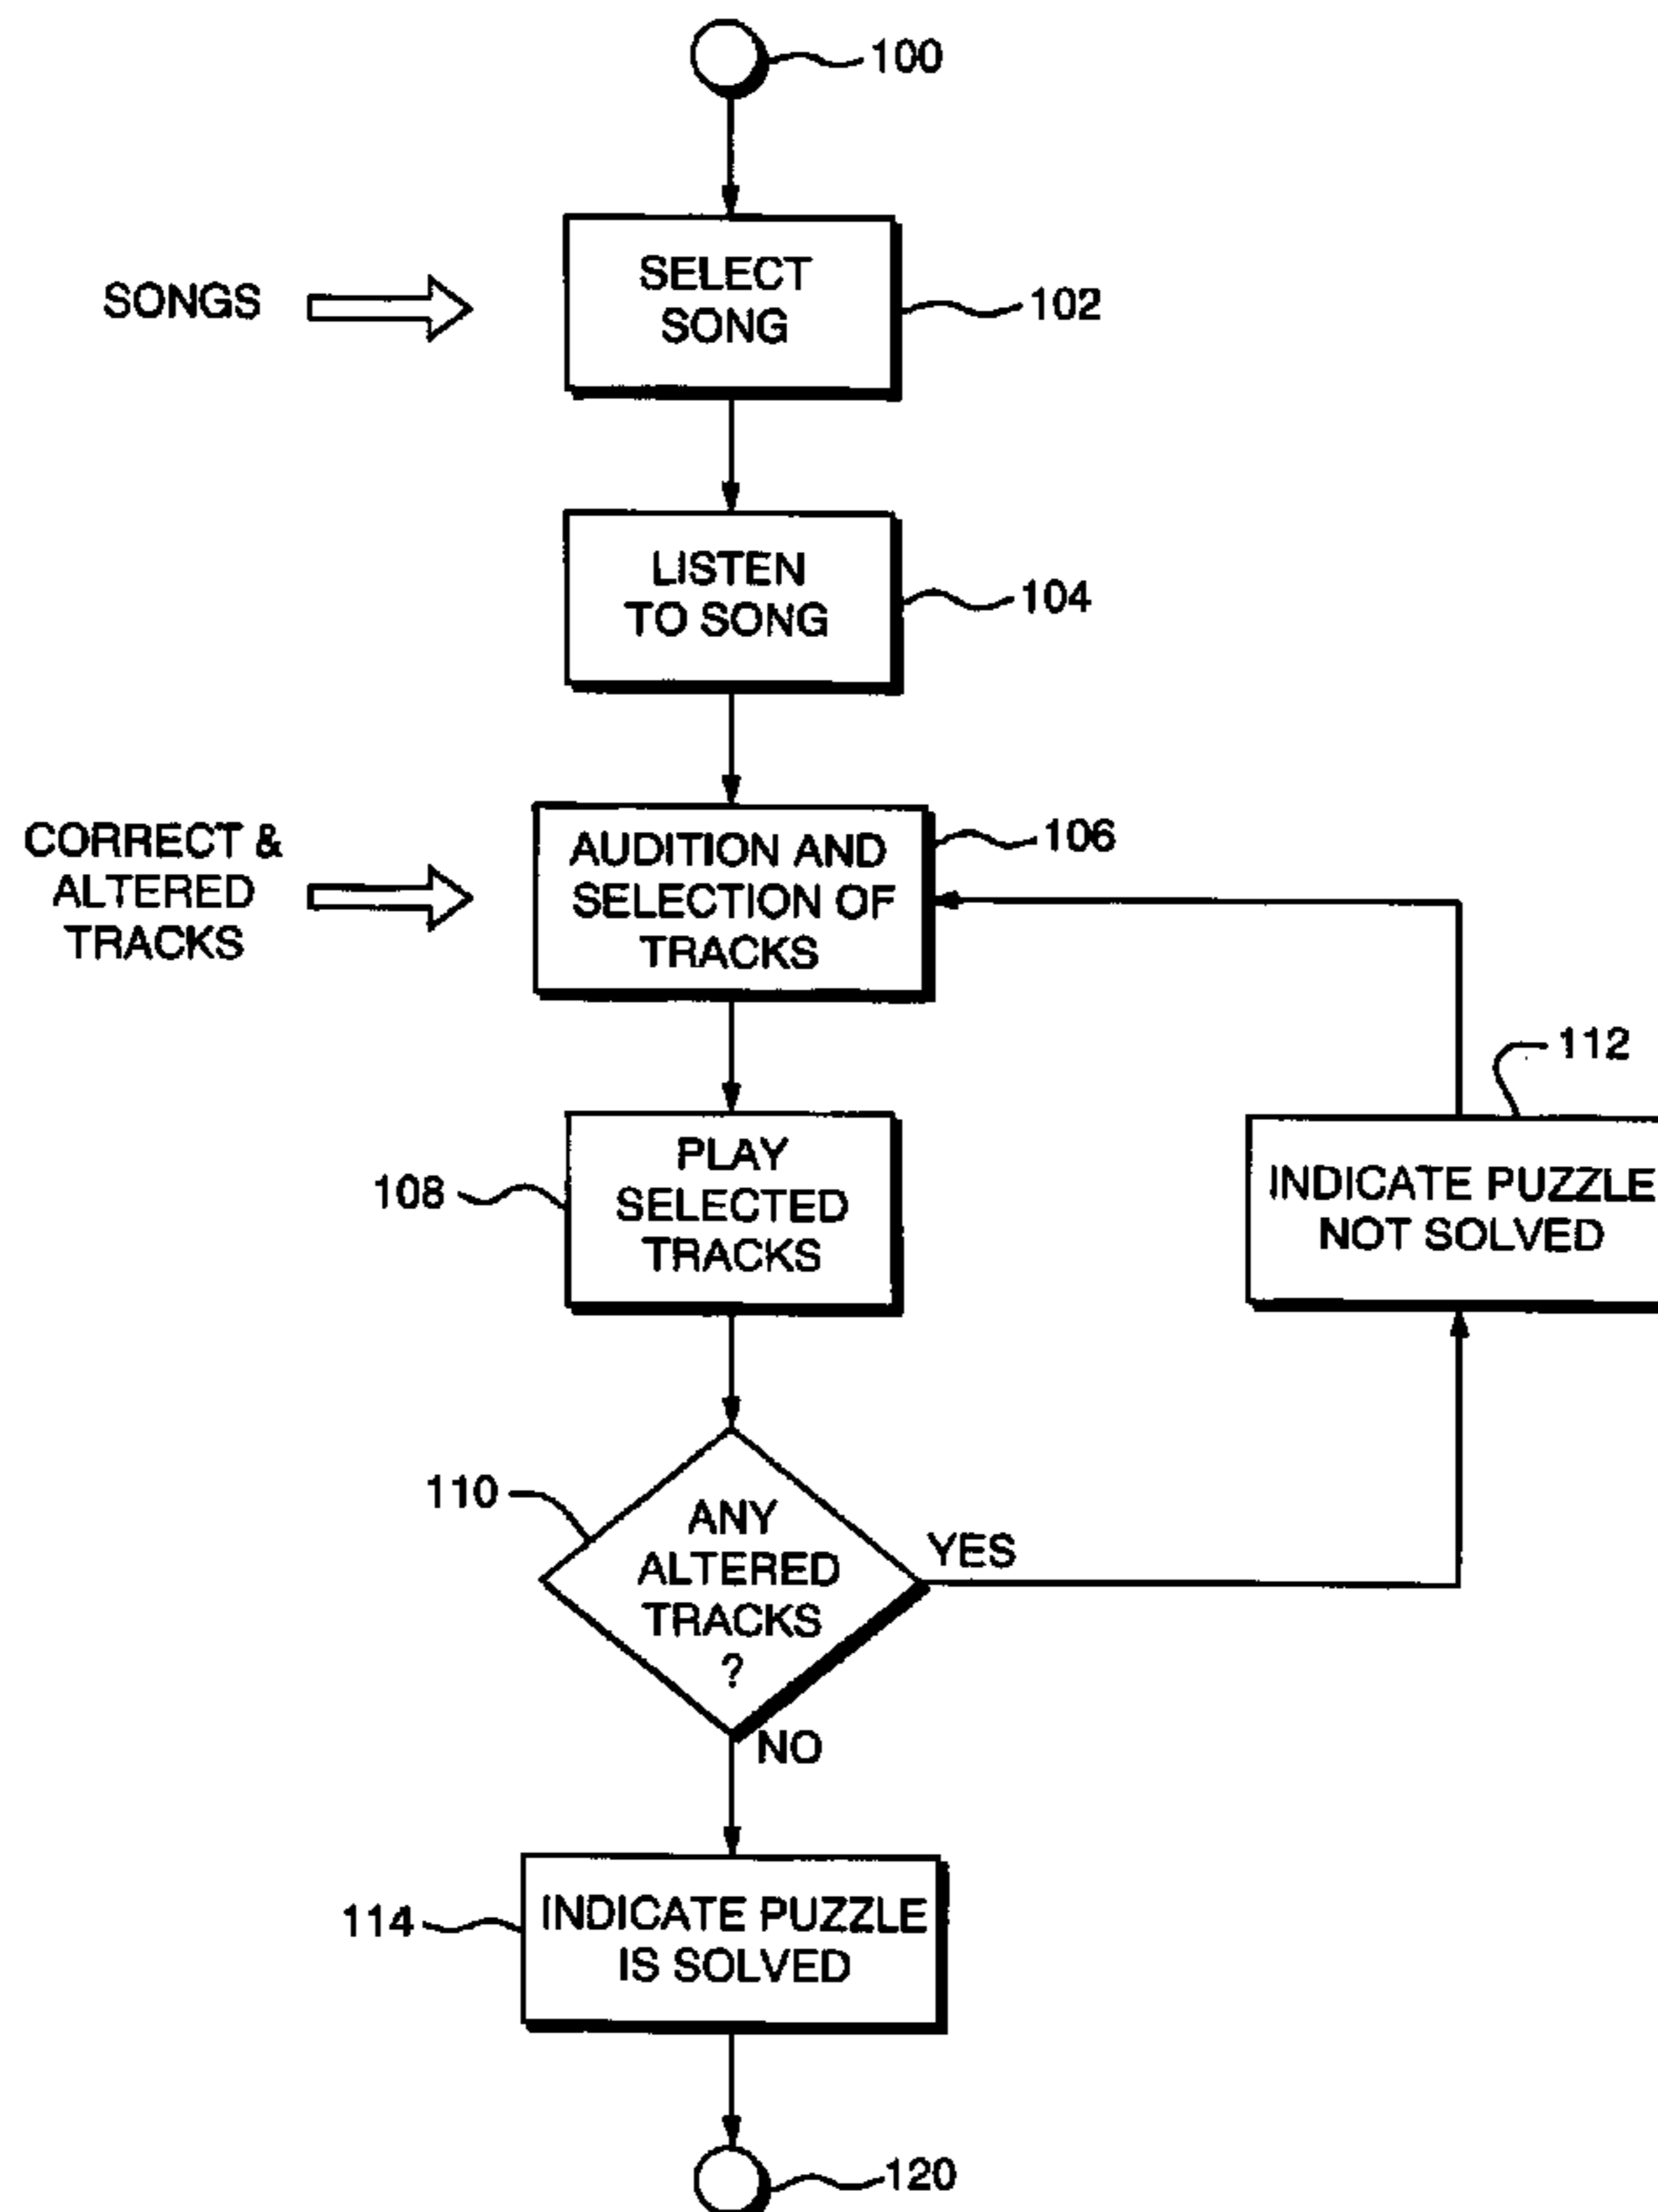 100
SELECT
SONG
SONGS
102
LISTEN
TO SONG
104
CORRECT &
ALTERED
TRACKS
AUDITION AND
SELECTION OF
TRACKS
106
112
PLAY
SELECTED
TRACKS
108
INDICATE PUZZLE
NOT SOLVED
110
ANY
ALTERED
TRACKS
?
YES
NO
114
INDICATE PUZZLE
IS SOLVED
120